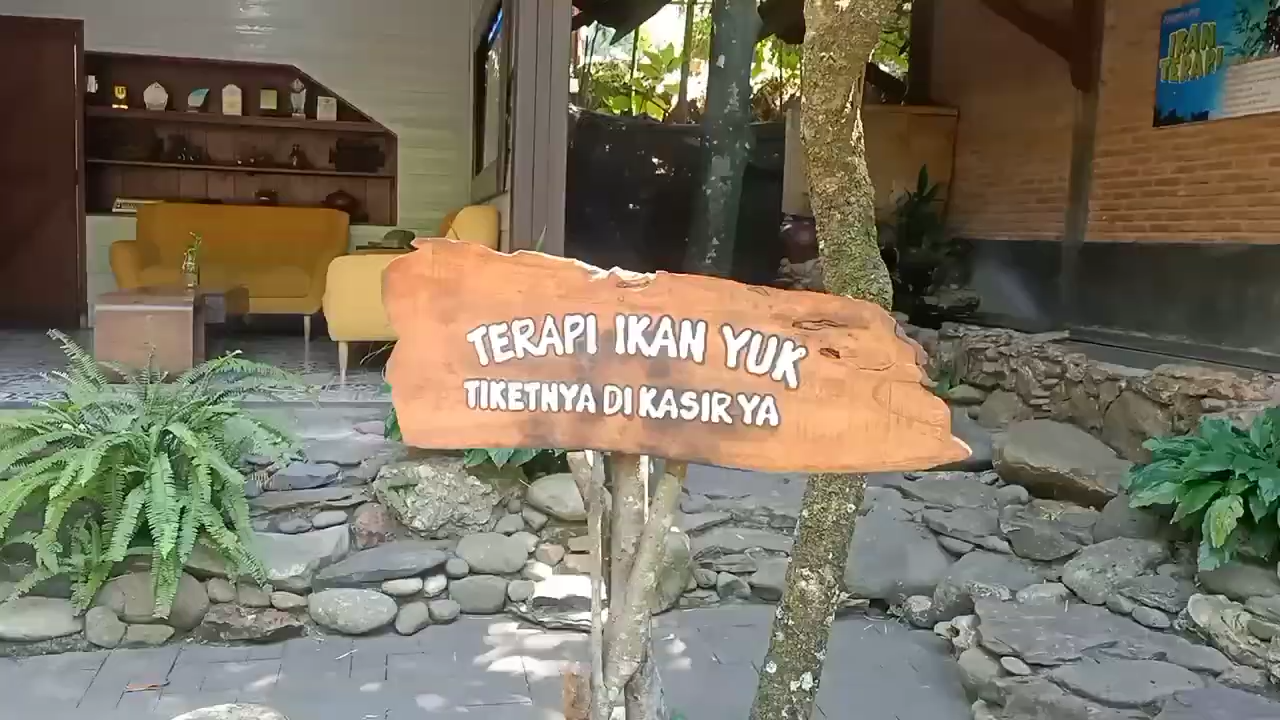 TERAPI IKAN YUK
TIKETNYA DI KASIR YA
IKAN
TERAPI